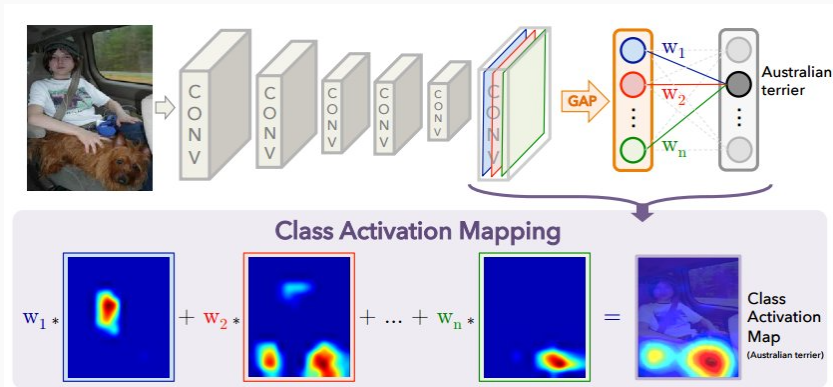 CONV
CONV
CONV
CONV
CONV
CONV
GAP
w1
w2
wn
Australian
terrier
Class Activation Mapping
w1 * + w2 * + ... + wn * =
Class
Activation
Map
(Australian terrier)